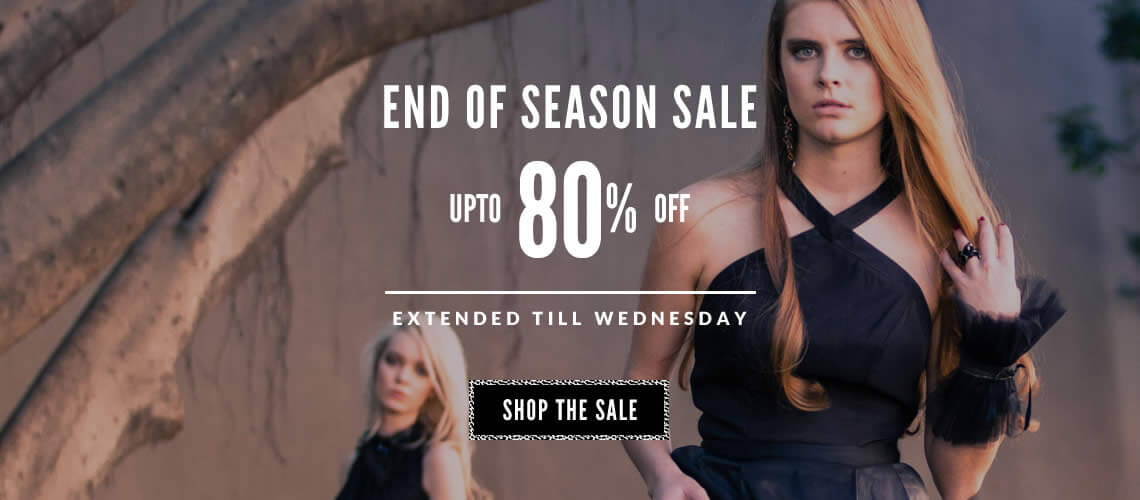 END OF SEASON SALE
UPTO 80% OFF
EXTENDED TILL WEDNESDAY
SHOP THE SALE